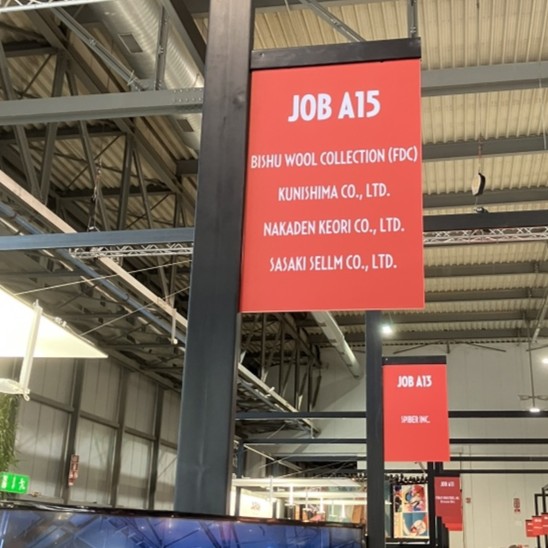 JOB A15
BISHU WOOL COLLECTION (FDC)
KUNISHIMA CO., LTD.
NAKADEN KEORI CO., LTD.
SASAKI SELLM CO., LTD.
JOB A13
SPIBER INC.